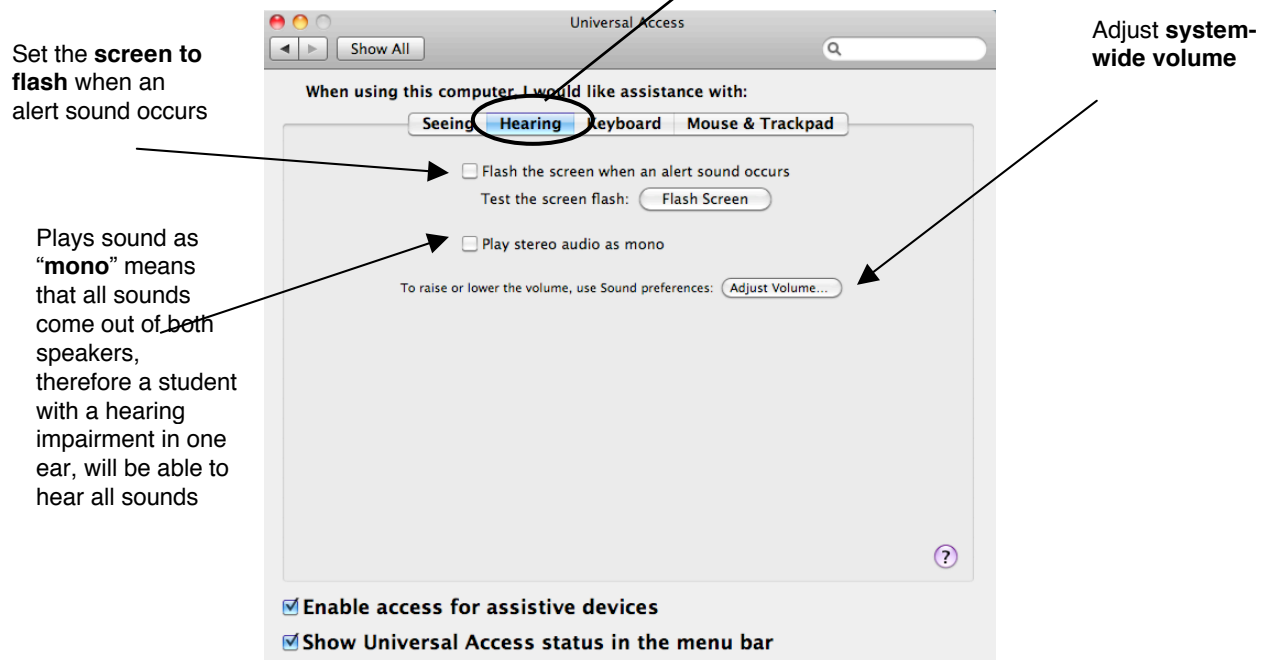 Universal Access
Show All
Set the screen to
flash when an
alert sound occurs
Adjust system-
wide volume
When using this computer, I would like assistance with:
Seeing Hearing Keyboard Mouse & Trackpad
Flash the screen when an alert sound occurs
Test the screen flash: Flash Screen
Plays sound as
“mono” means
that all sounds
come out of both
speakers,
therefore a student
with a hearing
impairment in one
ear, will be able to
hear all sounds
Play stereo audio as mono
To raise or lower the volume, use Sound preferences: Adjust Volume...
?
Enable access for assistive devices
Show Universal Access status in the menu bar